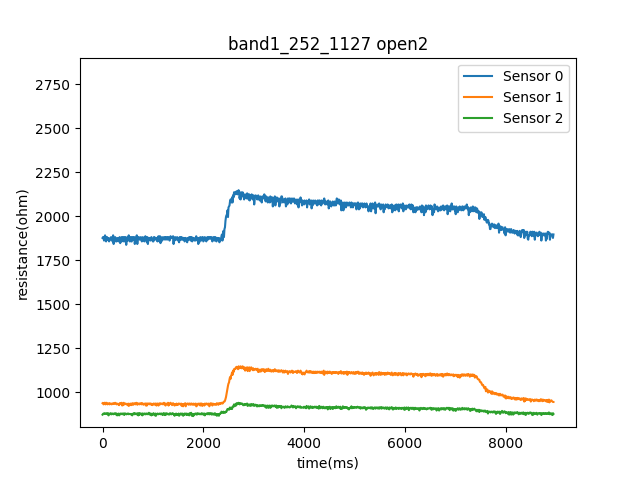 band1_252_1127 open2
Sensor 0
Sensor 1
Sensor 2
2750
2500
2250
2000
1750
1500
1250
1000
resistance(ohm)
0 2000 4000 6000 8000
time(ms)